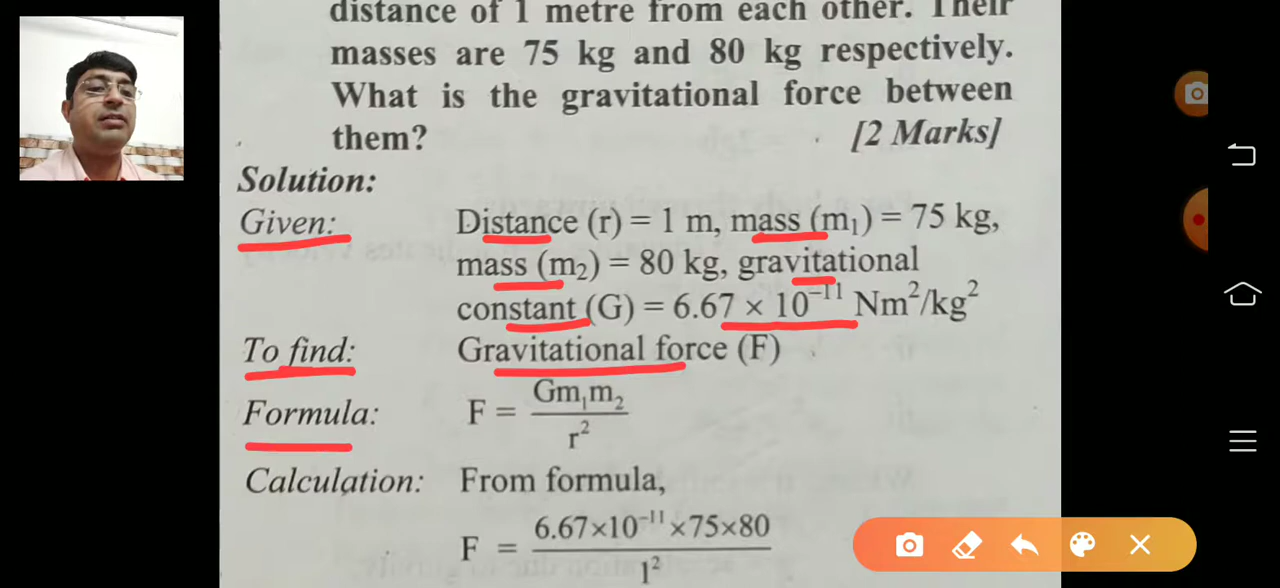 distance of 1 metre from each other. Their
masses are 75 kg and 80 kg respectively.
What is the gravitational force between
them? [2 Marks]
Solution:
Given: Distance (r) = 1 m, mass (m₁) = 75 kg,
mass (m₂) = 80 kg, gravitational
constant (G) = 6.67 × 10⁻¹¹ Nm²/kg²
To find: Gravitational force (F)
Formula: F = Gm₁m₂ / r²
Calculation: From formula,
F = 6.67×10⁻¹¹ ×75×80 / 1²